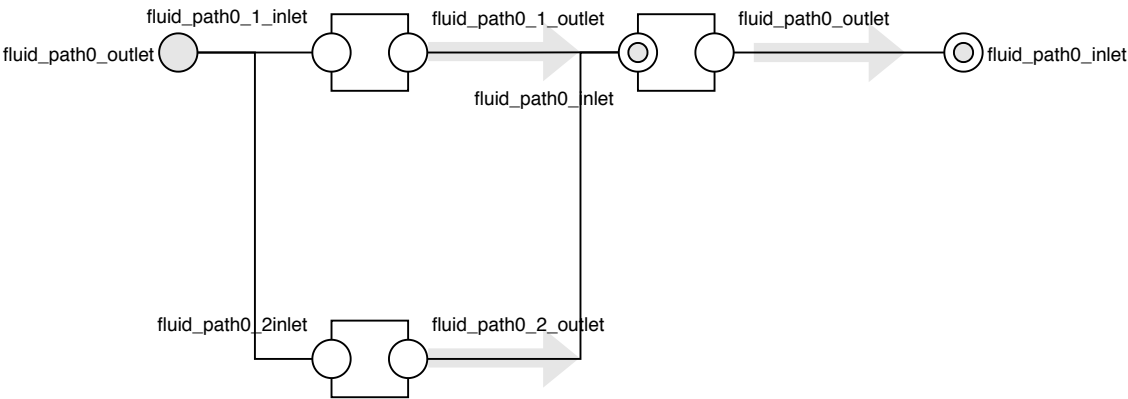 fluid_path0_1_inlet
fluid_path0_1_outlet
fluid_path0_outlet
fluid_path0_outlet
fluid_path0_inlet
fluid_path0_inlet
fluid_path0_2inlet
fluid_path0_2_outlet